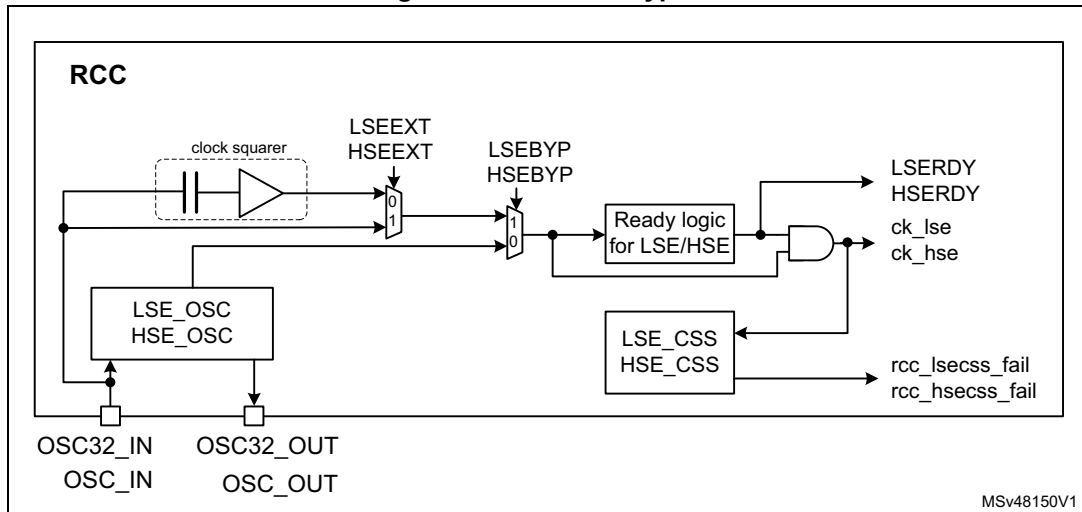 RCC
clock squarer
LSEEXT
HSEEXT
0
1
LSEBYP
HSEBYP
1
0
Ready logic
for LSE/HSE
LSERDY
HSERDY
ck_lse
ck_hse
LSE_OSC
HSE_OSC
LSE_CSS
HSE_CSS
rcc_lsecss_fail
rcc_hsecss_fail
OSC32_IN
OSC_IN
OSC32_OUT
OSC_OUT
MSv48150V1